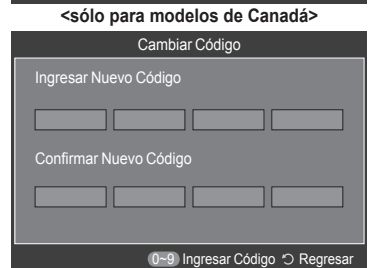 <sólo para modelos de Canadá>
Cambiar Código
Ingresar Nuevo Código
Confirmar Nuevo Código
0~9 Ingresar Código ⮌ Regresar